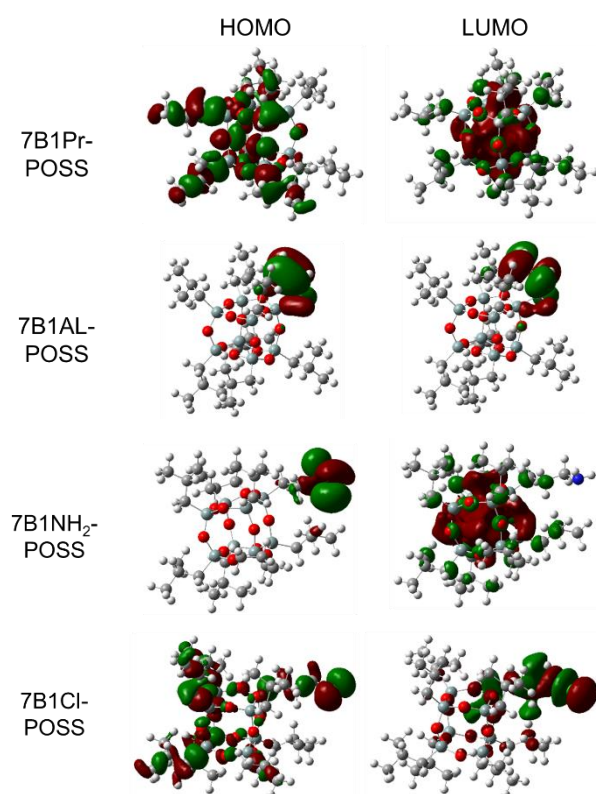 HOMO LUMO
7B1Pr-
POSS
7B1AL-
POSS
7B1NH₂-
POSS
7B1Cl-
POSS